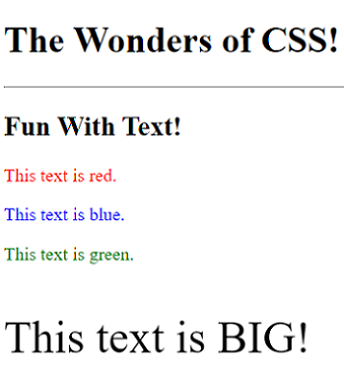 The Wonders of CSS!
Fun With Text!
This text is red.
This text is blue.
This text is green.
This text is BIG!